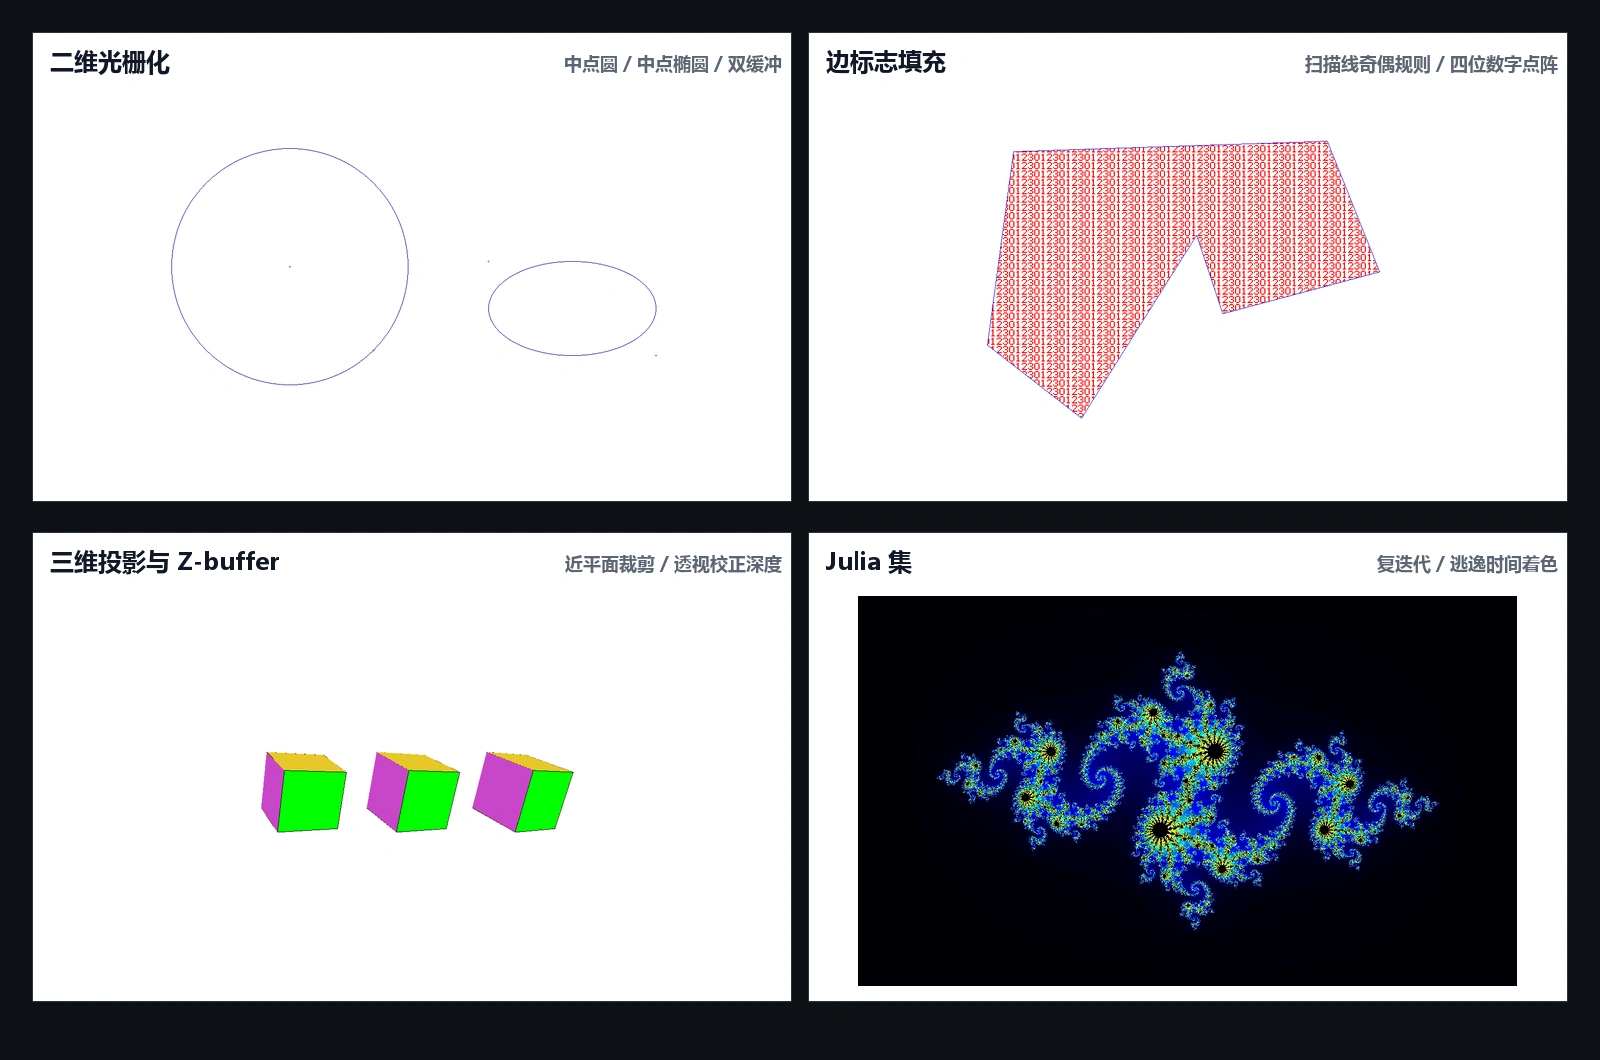 二维光栅化
中点圆 / 中点椭圆 / 双缓冲
边标志填充
扫描线奇偶规则 / 四位数字点阵
三维投影与 Z-buffer
近平面裁剪 / 透视校正深度
Julia 集
复迭代 / 逃逸时间着色